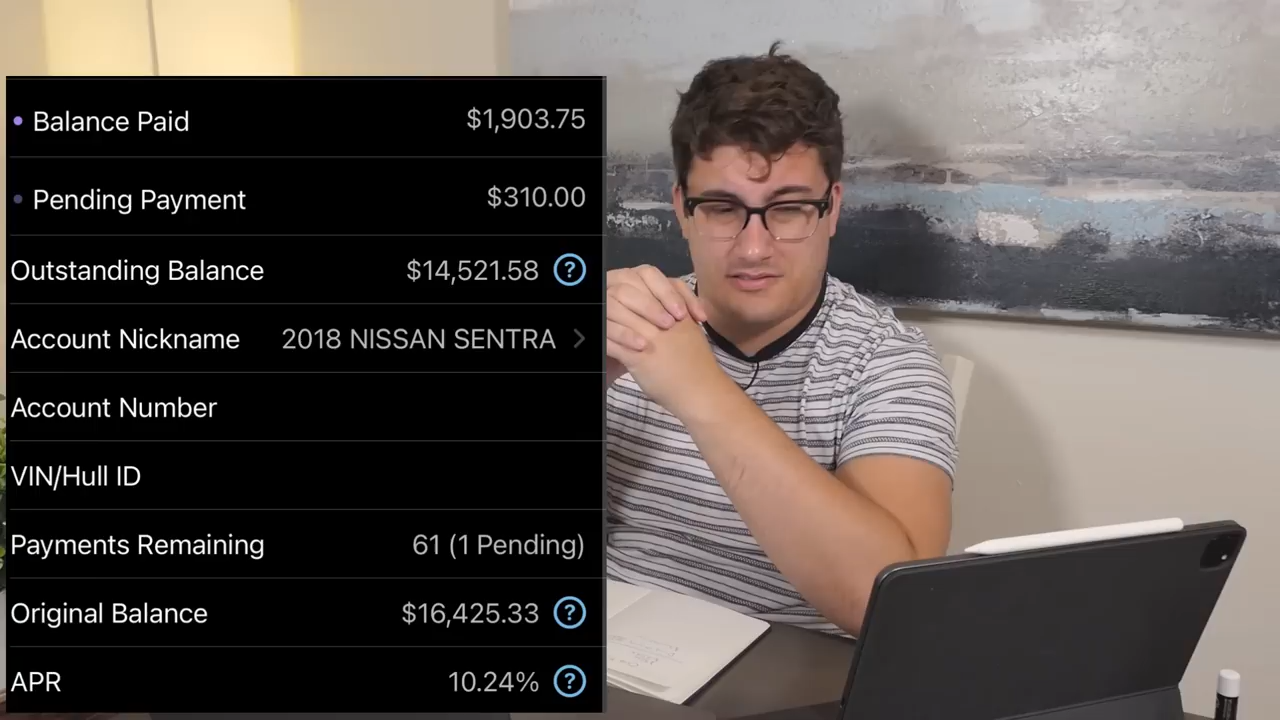 Balance Paid $1,903.75
Pending Payment $310.00
Outstanding Balance $14,521.58 ?
Account Nickname 2018 NISSAN SENTRA >
Account Number
VIN/Hull ID
Payments Remaining 61 (1 Pending)
Original Balance $16,425.33 ?
APR 10.24% ?